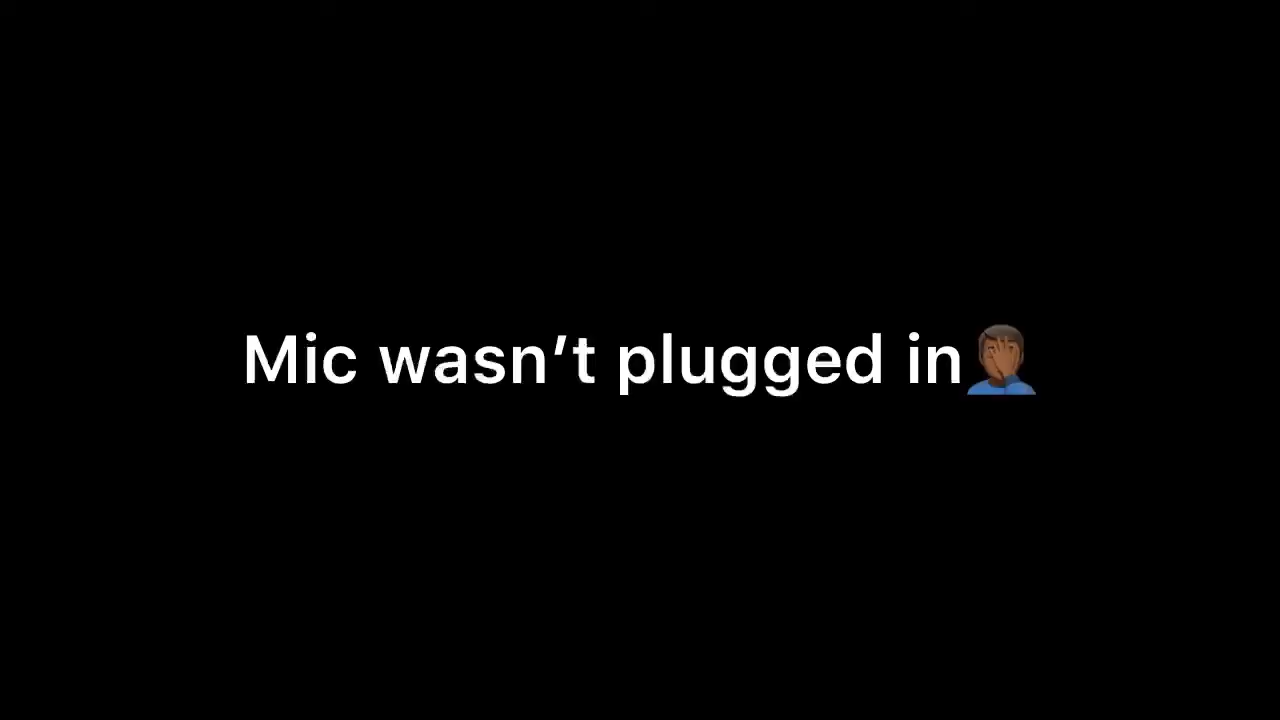 Mic wasn’t plugged in🤦🏾‍♂️